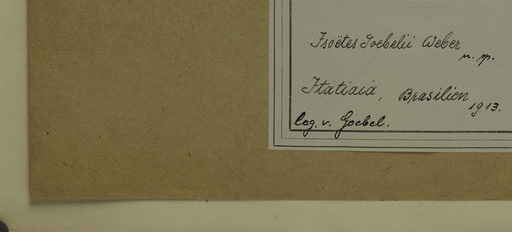 Isoëtes Goebelii Weber
n. sp.
Itatiaia, Brasilien
1913.
leg. v. Goebel.